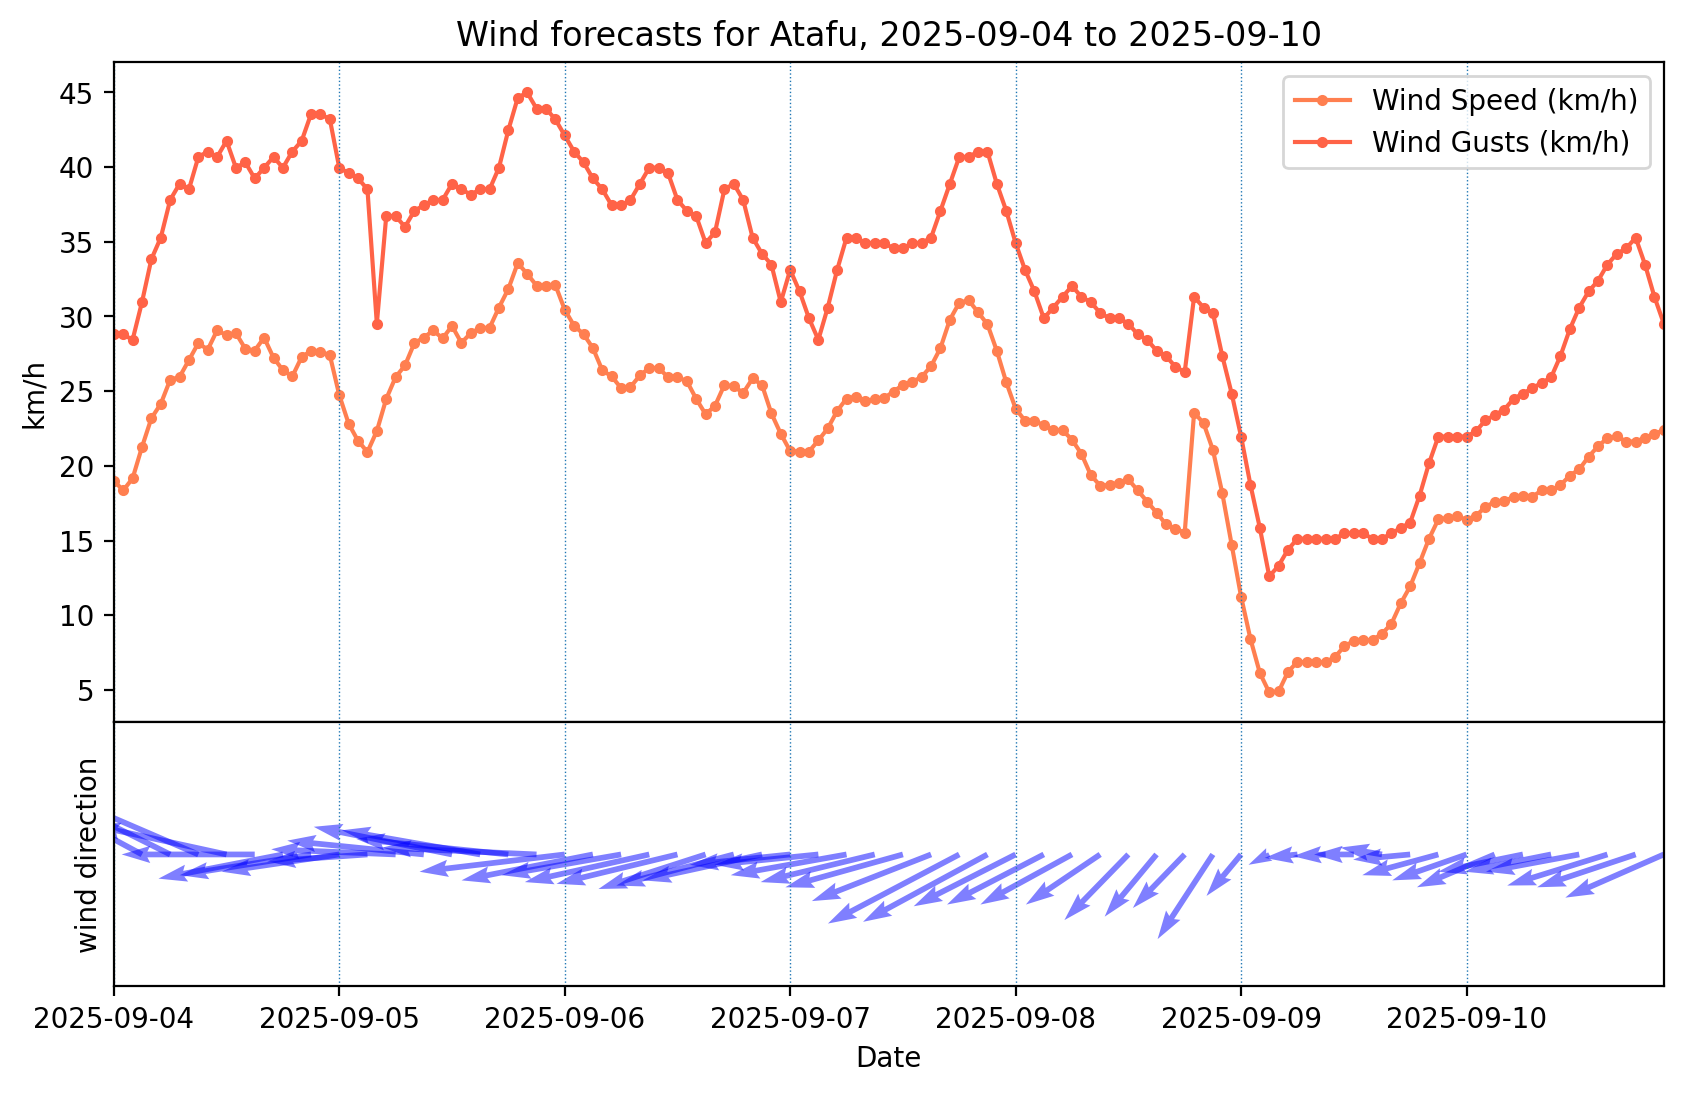 Wind forecasts for Atafu, 2025-09-04 to 2025-09-10
Wind Speed (km/h)
Wind Gusts (km/h)
km/h
45
40
35
30
25
20
15
10
5
wind direction
2025-09-04
2025-09-05
2025-09-06
2025-09-07
2025-09-08
2025-09-09
2025-09-10
Date